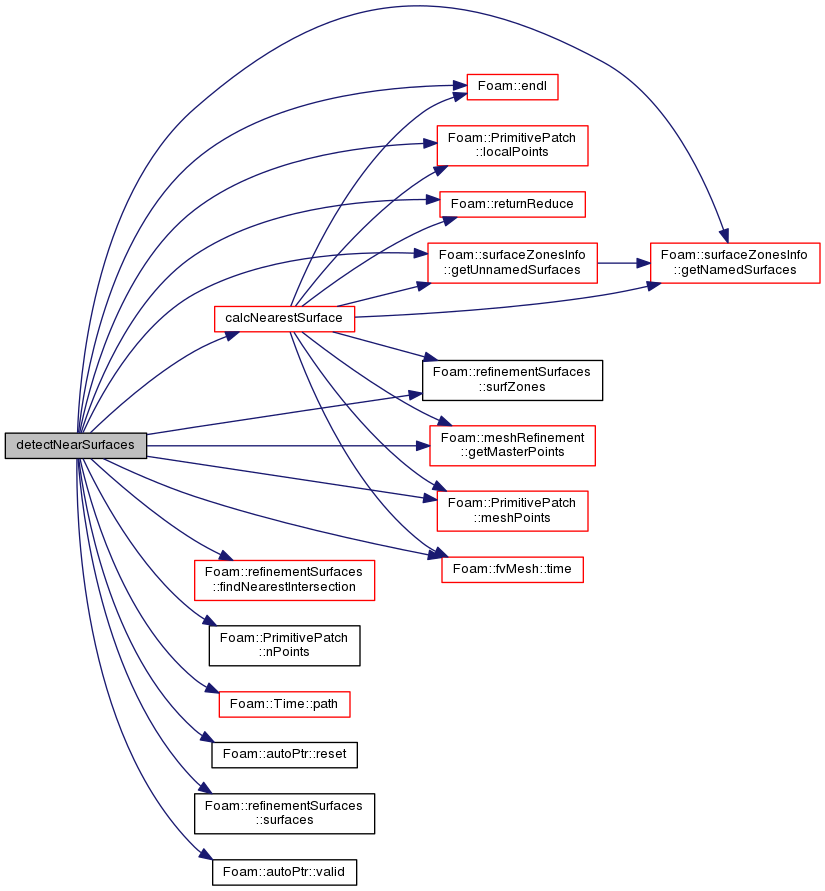 Foam::endl
Foam::PrimitivePatch
::localPoints
Foam::returnReduce
Foam::surfaceZonesInfo
::getUnnamedSurfaces
Foam::surfaceZonesInfo
::getNamedSurfaces
calcNearestSurface
Foam::refinementSurfaces
::surfZones
detectNearSurfaces
Foam::meshRefinement
::getMasterPoints
Foam::PrimitivePatch
::meshPoints
Foam::fvMesh::time
Foam::refinementSurfaces
::findNearestIntersection
Foam::PrimitivePatch
::nPoints
Foam::Time::path
Foam::autoPtr::reset
Foam::refinementSurfaces
::surfaces
Foam::autoPtr::valid